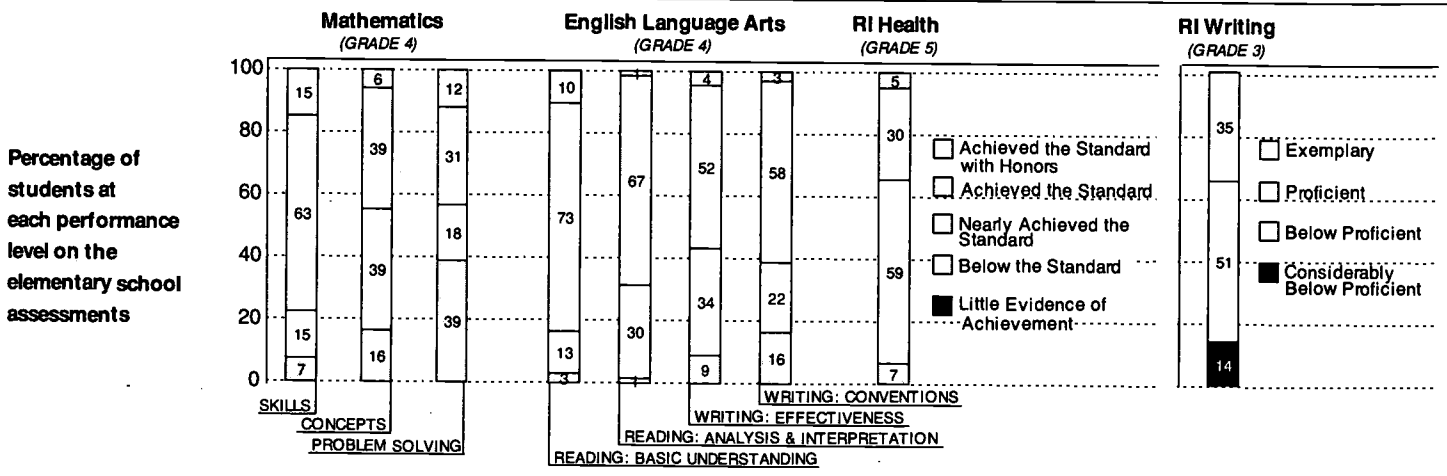 Mathematics
(GRADE 4)
English Language Arts
(GRADE 4)
RI Health
(GRADE 5)
RI Writing
(GRADE 3)
Percentage of
students at
each performance
level on the
elementary school
assessments
100
80
60
40
20
0
15
63
15
7
6
39
39
16
12
31
18
39
10
73
13
3
1
67
30
1
4
52
34
9
3
58
22
16
5
30
59
7
Achieved the Standard
with Honors
Achieved the Standard
Nearly Achieved the
Standard
Below the Standard
Little Evidence of
Achievement
35
51
14
Exemplary
Proficient
Below Proficient
Considerably
Below Proficient
SKILLS
CONCEPTS
PROBLEM SOLVING
WRITING: CONVENTIONS
WRITING: EFFECTIVENESS
READING: ANALYSIS & INTERPRETATION
READING: BASIC UNDERSTANDING